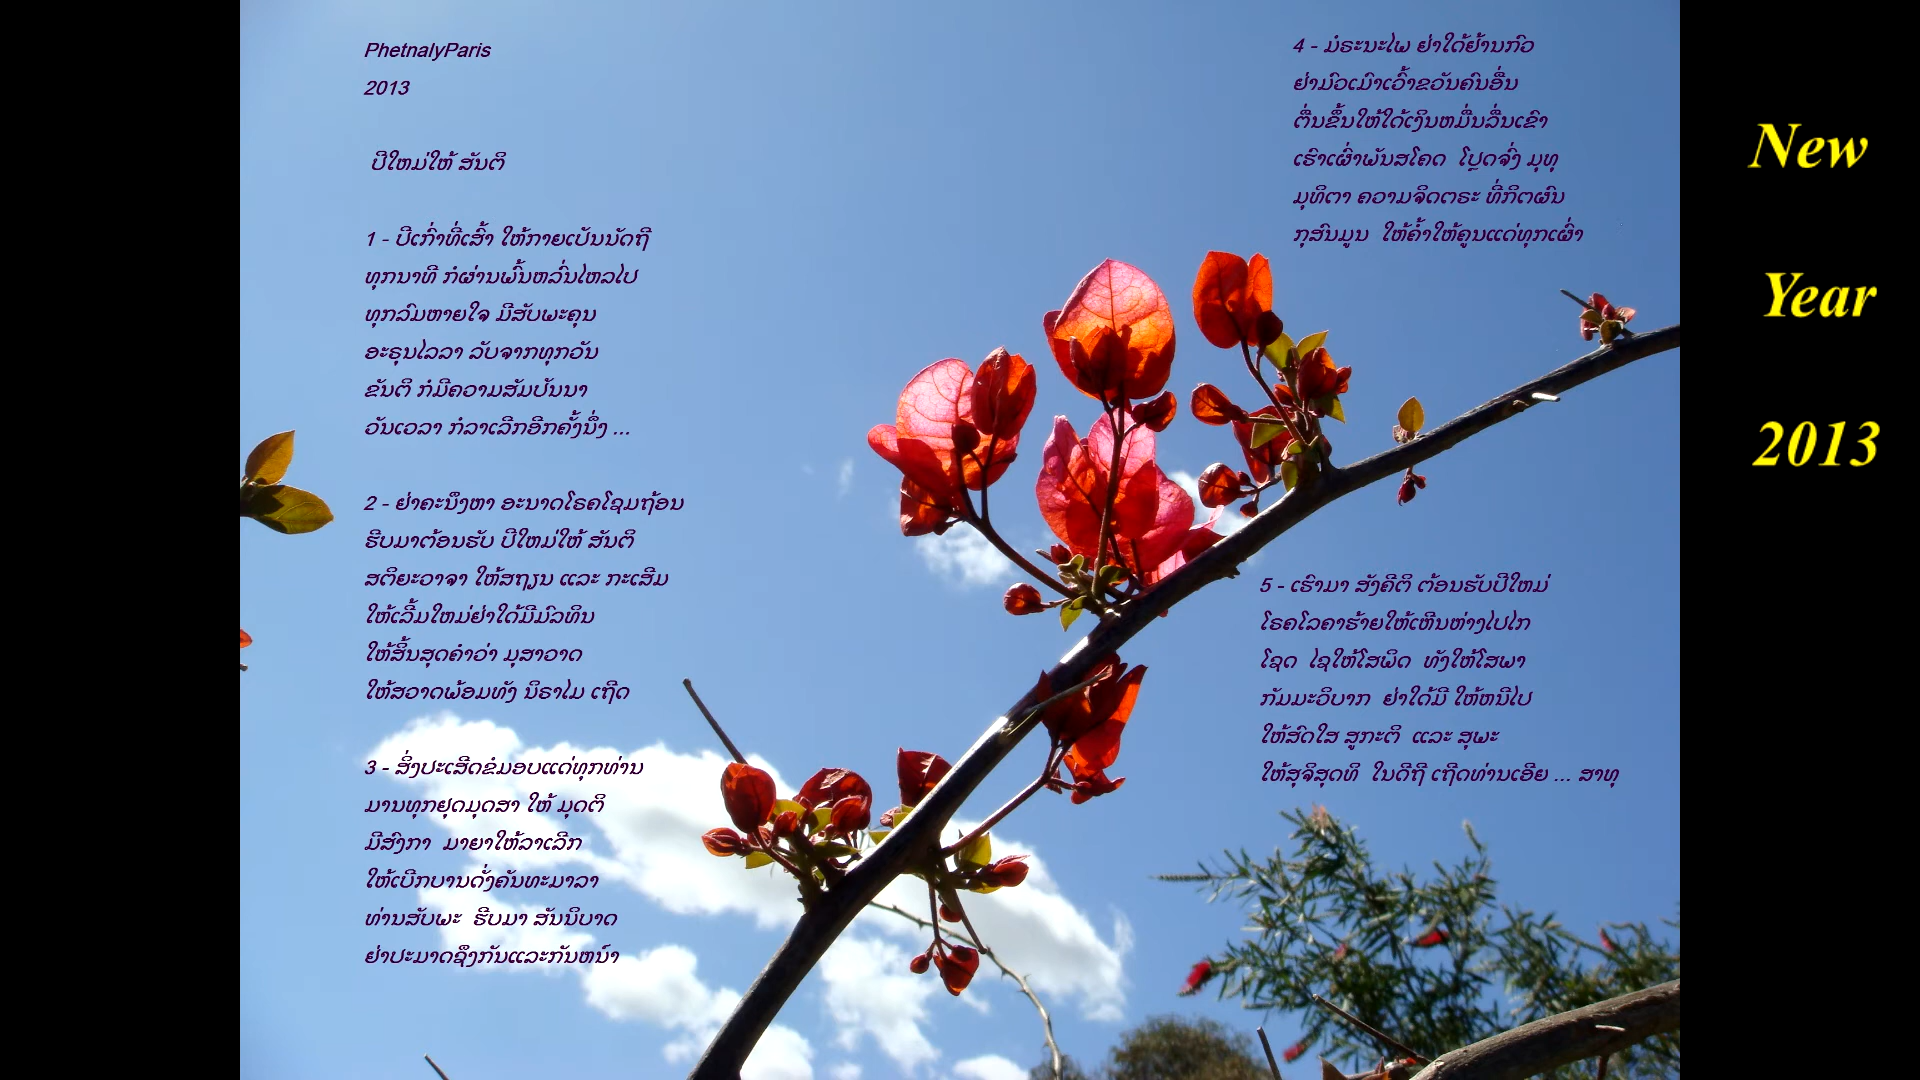 PhetnalyParis
2013
ປີໃຫມ່ໃຫ້ ສັນຕິ
1 - ປີເກົ່າທີ່ເສົ້າ ໃຫ້ກາຍເປັນນັດຖີ
ທຸກນາທີ ກໍຜ່ານພົ້ນຫລົ່ນໄຫລໄປ
ທຸກລົມຫາຍໃຈ ມີສັບພະຄຸນ
ອະຣຸນໄລລາ ລັບຈາກທຸກວັນ
ຂັນຕິ ກໍມີຄວາມສັມປັນນາ
ວັນເວລາ ກໍລາເລີກອີກຄັ້ງນຶ່ງ ...
2 - ຢ່າຄະນຶງຫາ ອະນາດໂຣຄໂຊມຖ້ອນ
ຮີບມາຕ້ອນຮັບ ປີໃຫມ່ໃຫ້ ສັນຕິ
ສຕິຍະວາຈາ ໃຫ້ສຖຽນ ແລະ ກະເສີມ
ໃຫ້ເລີ້ມໃຫມ່ຢ່າໃດ້ມີມົລທິນ
ໃຫ້ສິ້ນສຸດຄຳວ່າ ມຸສາວາດ
ໃຫ້ສວາດພ້ອມທັງ ນິຣາໄມ ເຖີດ
3 - ສິ່ງປະເສີດຂໍມອບແດ່ທຸກທ່ານ
ມານທຸກຢຸດມຸດສາ ໃຫ້ ມຸດຕິ
ມີສົງກາ ມາຍາໃຫ້ລາເລີກ
ໃຫ້ເບີກບານດັ່ງຄັນທະມາລາ
ທ່ານສັບພະ ຮີບມາ ສັນນິບາດ
ຢ່າປະມາດຊຶ່ງກັນແລະກັນຫນົາ
4 - ມໍຣະນະໄພ ຢ່າໃດ້ຢ້ານກົວ
ຢ່າມົວເມົາເວົ້າຂວັນຄົນອື່ນ
ຕື່ນຂຶ້ນໃຫ້ໃດ້ເງິນຫມື່ນລື່ນເຂົາ
ເຮົາເຜົ່າພັນສໂຄດ ໂປຼດຈົ່ງ ມຸທຸ
ມຸທິຕາ ຄວາມຈິດຕຣະ ທີ່ກິຕຜົນ
ກຸສົນມູນ ໃຫ້ຄ້ຳໃຫ້ຄູນແດ່ທຸກເຜົ່າ
5 - ເຮົາມາ ສັງຄີຕິ ຕ້ອນຮັບປີໃຫມ່
ໂຣຄໂລຄາຮ້າຍໃຫ້ເຫີນຫ່າງໄປໄກ
ໂຊດ ໄຊໃຫ້ໂສພິດ ທັງໃຫ້ໂສພາ
ກັມມະວິບາກ ຢ່າໃດ້ມີ ໃຫ້ຫນີໄປ
ໃຫ້ສົດໃສ ສູກະຕິ ແລະ ສຸພະ
ໃຫ້ສຸຈິສຸດທິ ໃນດີຖີ ເຖີດທ່ານເອີຍ ... ສາທຸ
New
Year
2013